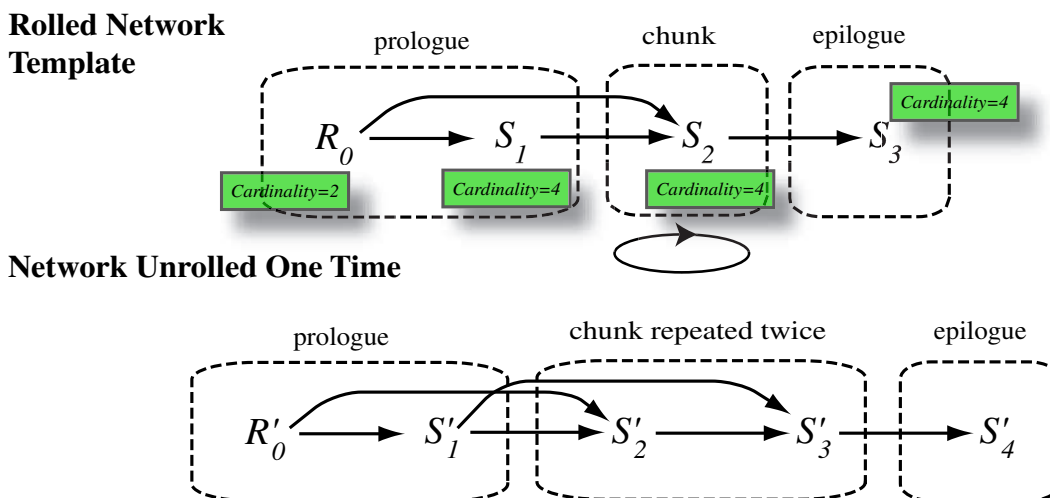 Rolled Network
Template
prologue
chunk
epilogue
Cardinality=4
R0
S1
S2
S3
Cardinality=2
Cardinality=4
Cardinality=4
Network Unrolled One Time
prologue
chunk repeated twice
epilogue
R'0
S'1
S'2
S'3
S'4